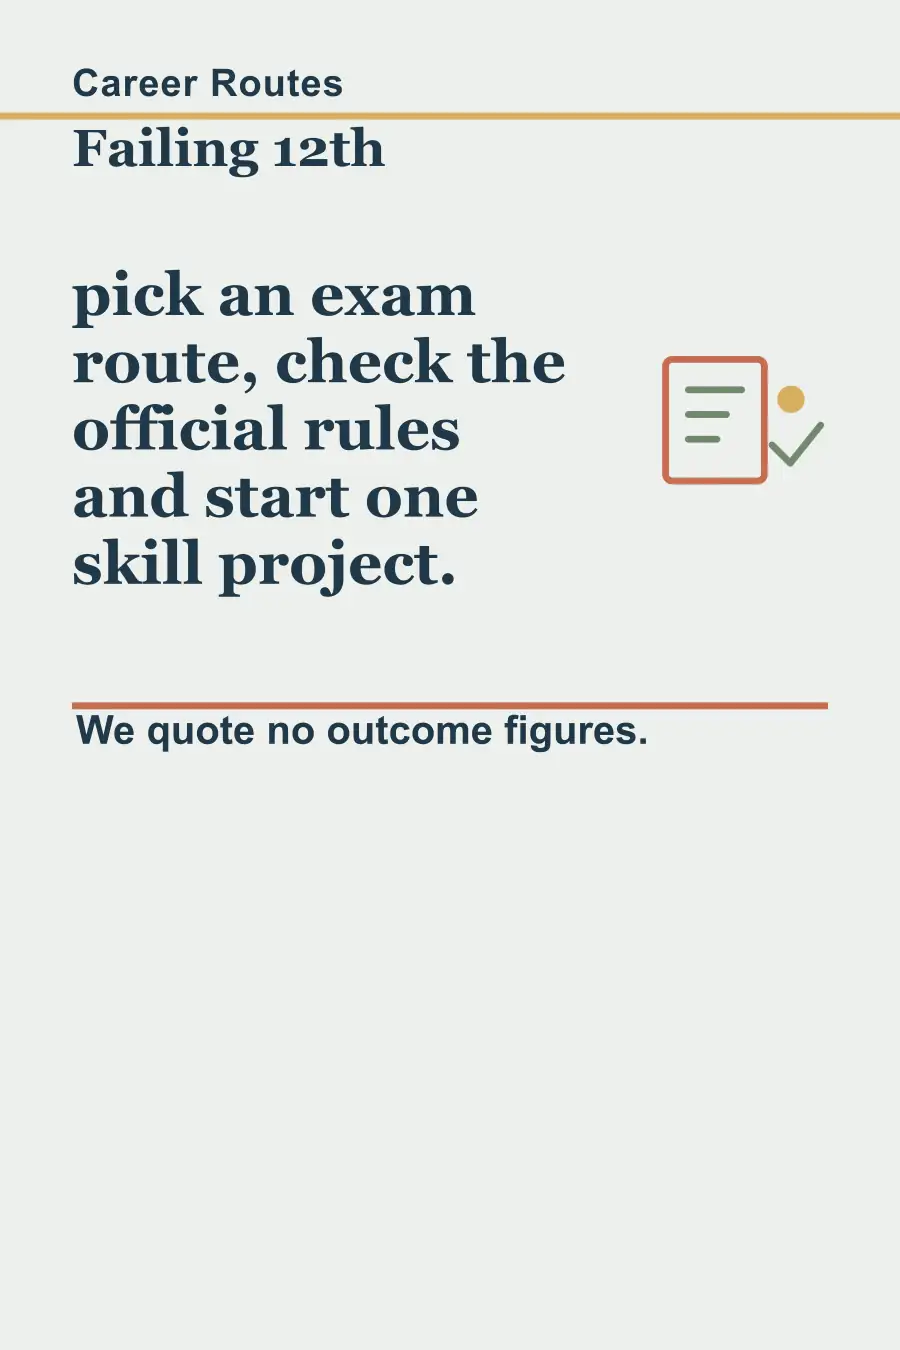 Career Routes
Failing 12th
pick an exam
route, check the
official rules
and start one
skill project.
We quote no outcome figures.